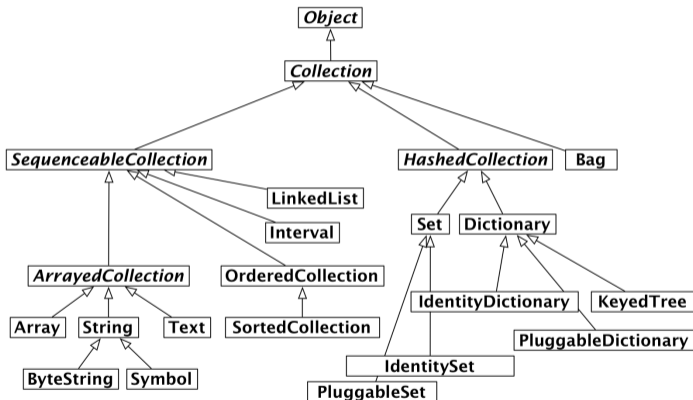 Object
Collection
SequenceableCollection
HashedCollection
Bag
LinkedList
Set
Dictionary
Interval
ArrayedCollection
OrderedCollection
IdentityDictionary
KeyedTree
Array
String
Text
SortedCollection
PluggableDictionary
IdentitySet
ByteString
Symbol
PluggableSet